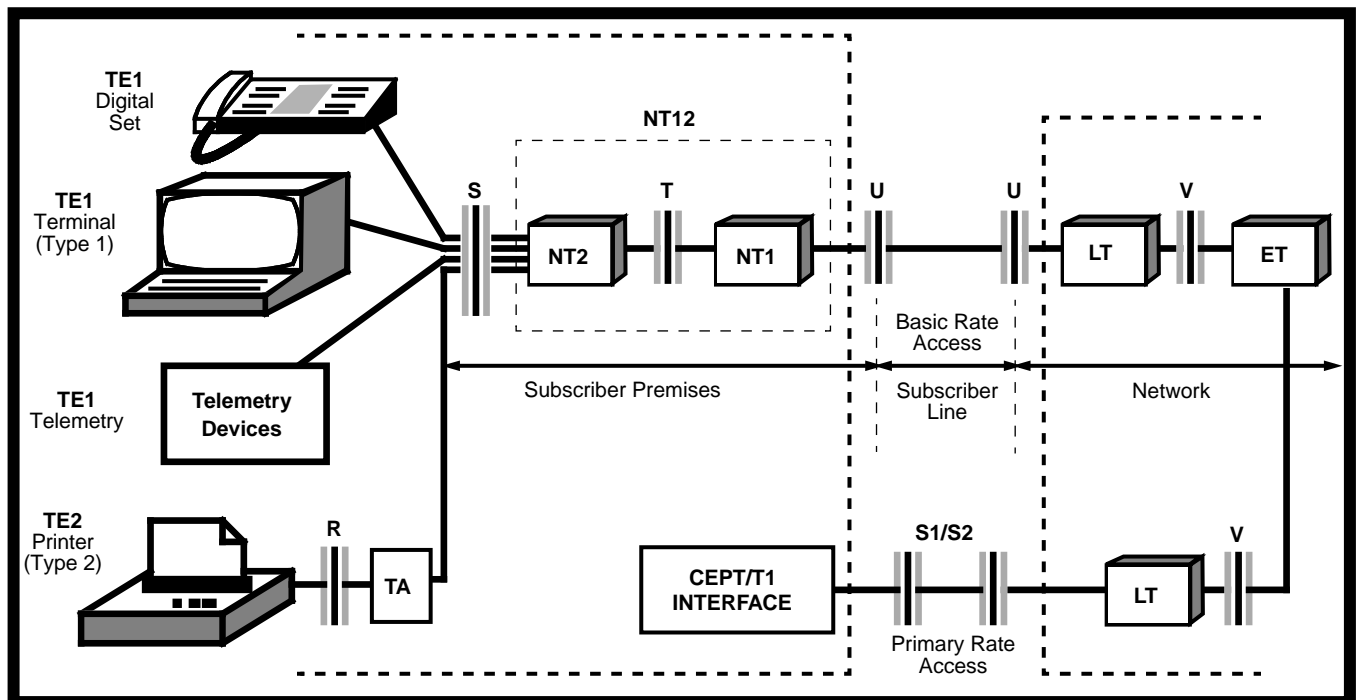 TE1
Digital
Set
NT12
TE1
Terminal
(Type 1)
S
NT2
T
NT1
U
U
LT
V
ET
Basic Rate
Access
Subscriber Premises
Subscriber
Line
Network
TE1
Telemetry
Telemetry
Devices
TE2
Printer
(Type 2)
R
TA
CEPT/T1
INTERFACE
S1/S2
LT
V
Primary Rate
Access